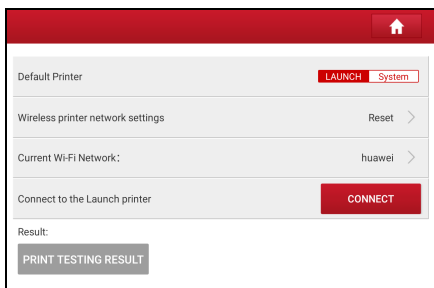 Default Printer LAUNCH System
Wireless printer network settings Reset
Current Wi-Fi Network： huawei
Connect to the Launch printer CONNECT
Result:
PRINT TESTING RESULT